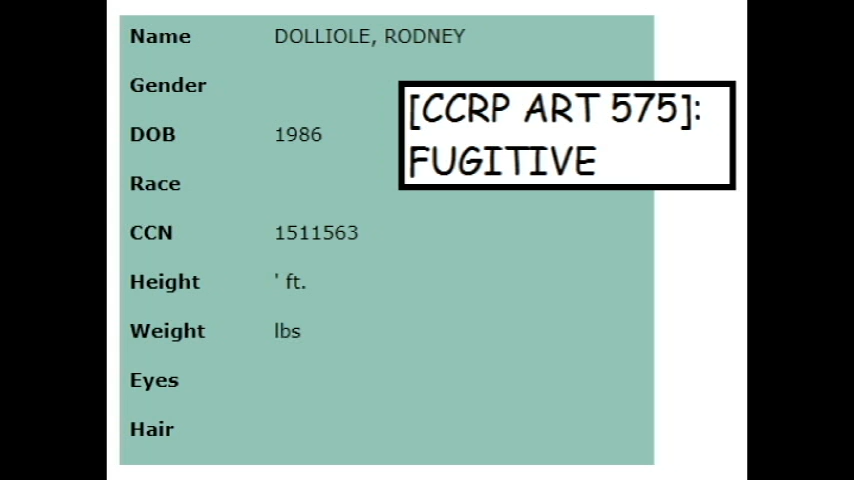 Name DOLLIOLE, RODNEY
Gender
[CCRP ART 575]:
FUGITIVE
DOB 1986
Race
CCN 1511563
Height ' ft.
Weight lbs
Eyes
Hair